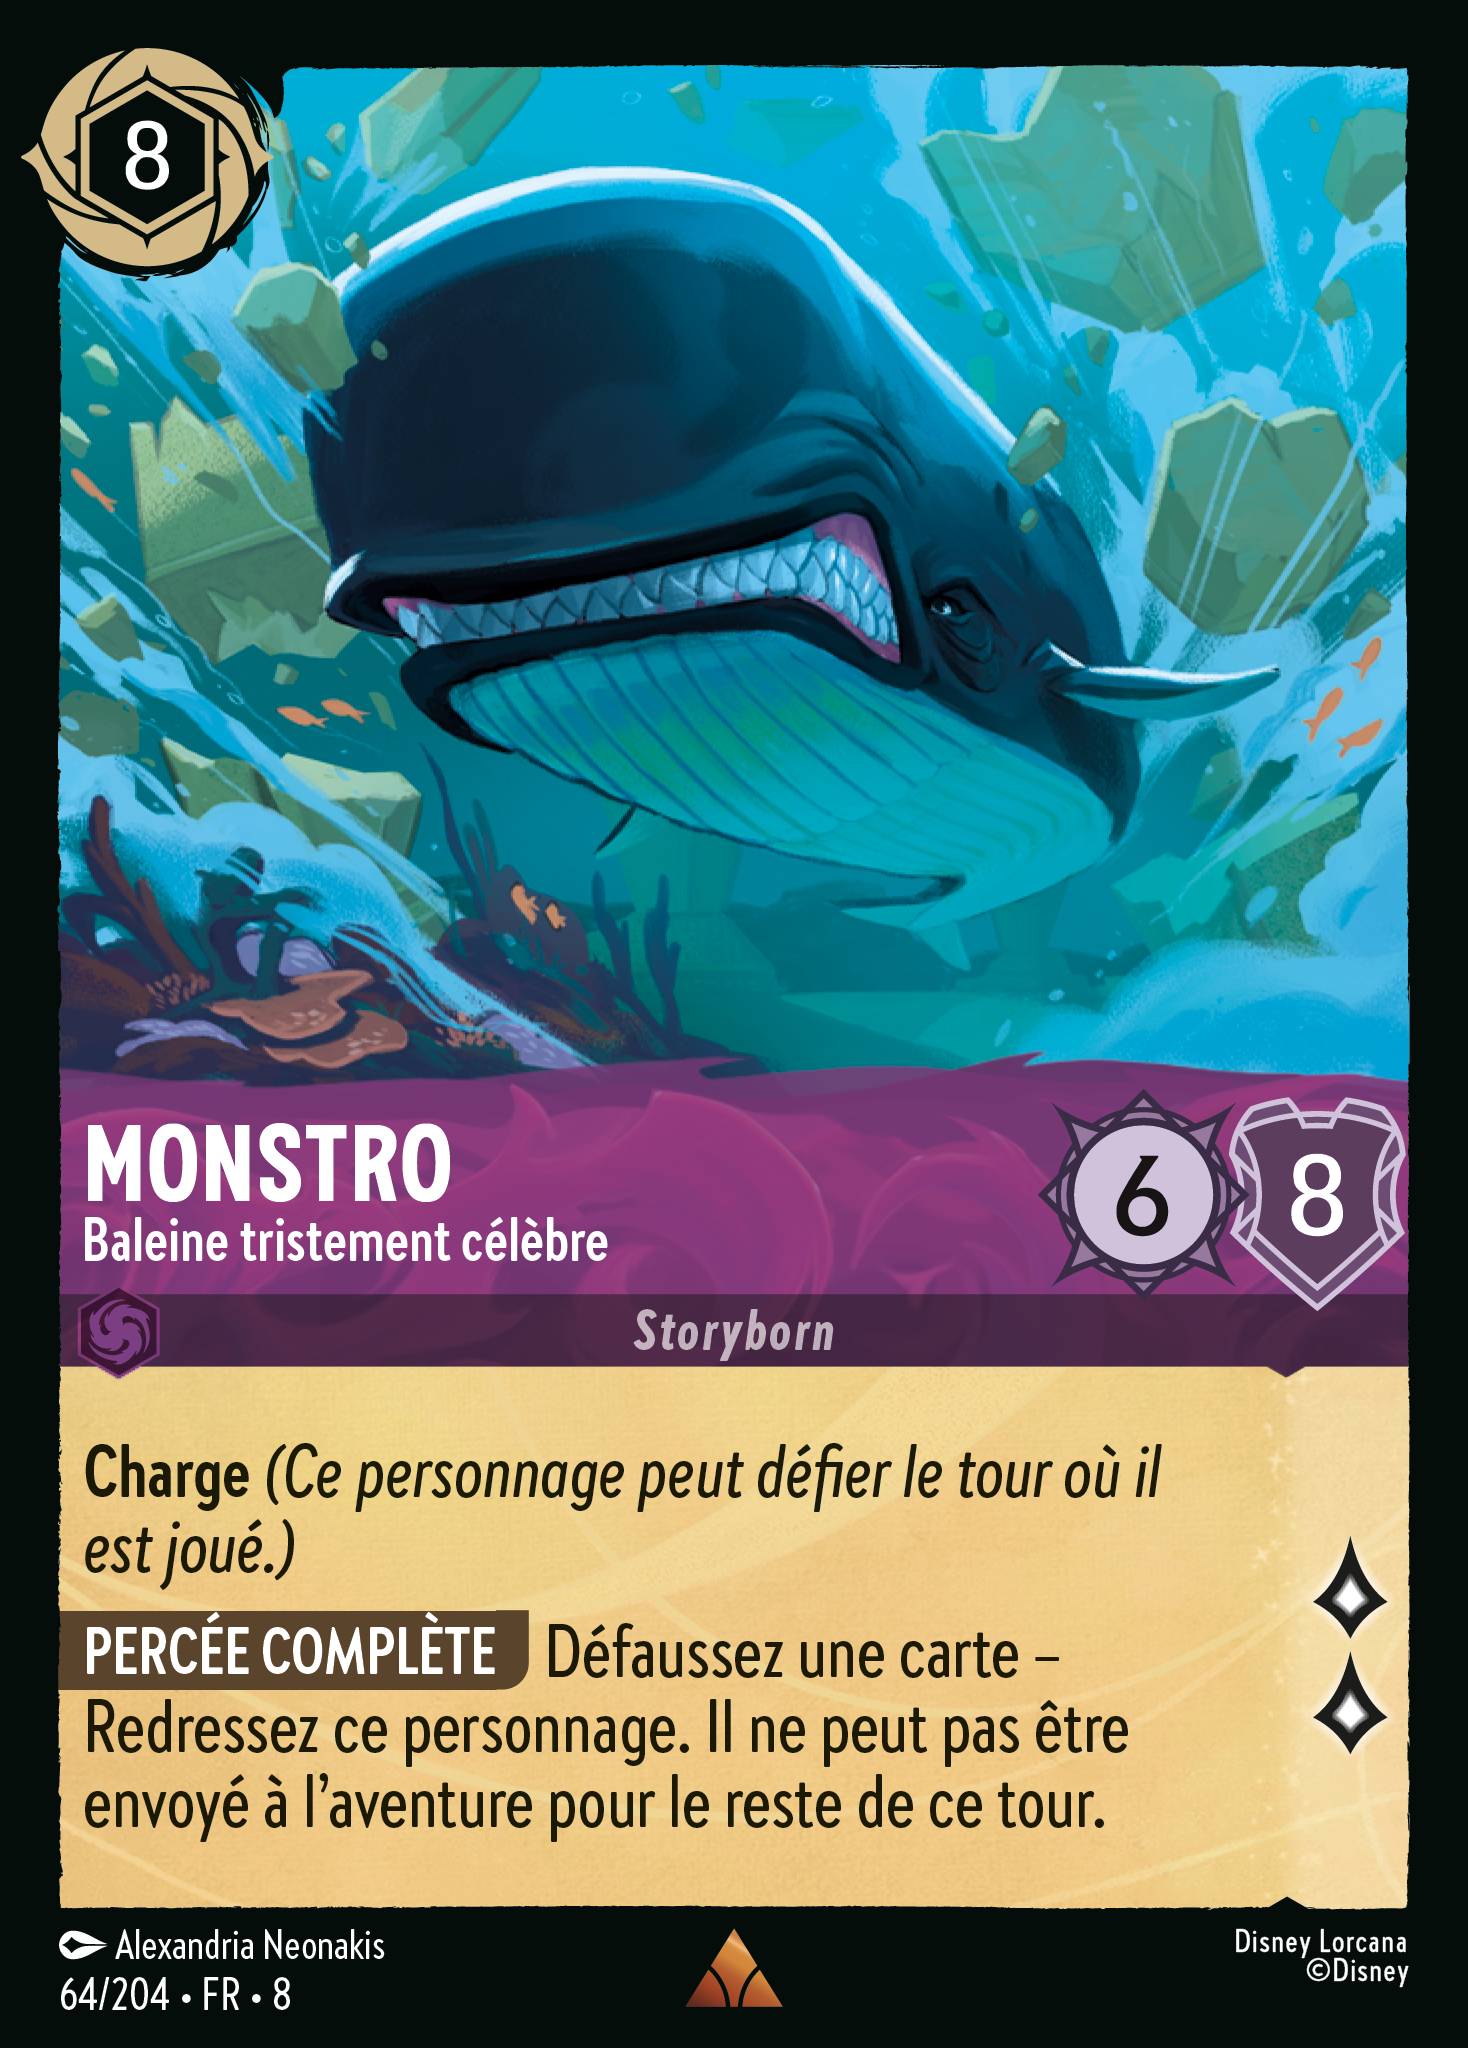 8
MONSTRO
Baleine tristement célèbre
6
8
Storyborn
Charge (Ce personnage peut défier le tour où il
est joué.)
PERCÉE COMPLÈTE Défaussez une carte –
Redressez ce personnage. Il ne peut pas être
envoyé à l’aventure pour le reste de ce tour.
Alexandria Neonakis
64/204 • FR • 8
Disney Lorcana
©Disney